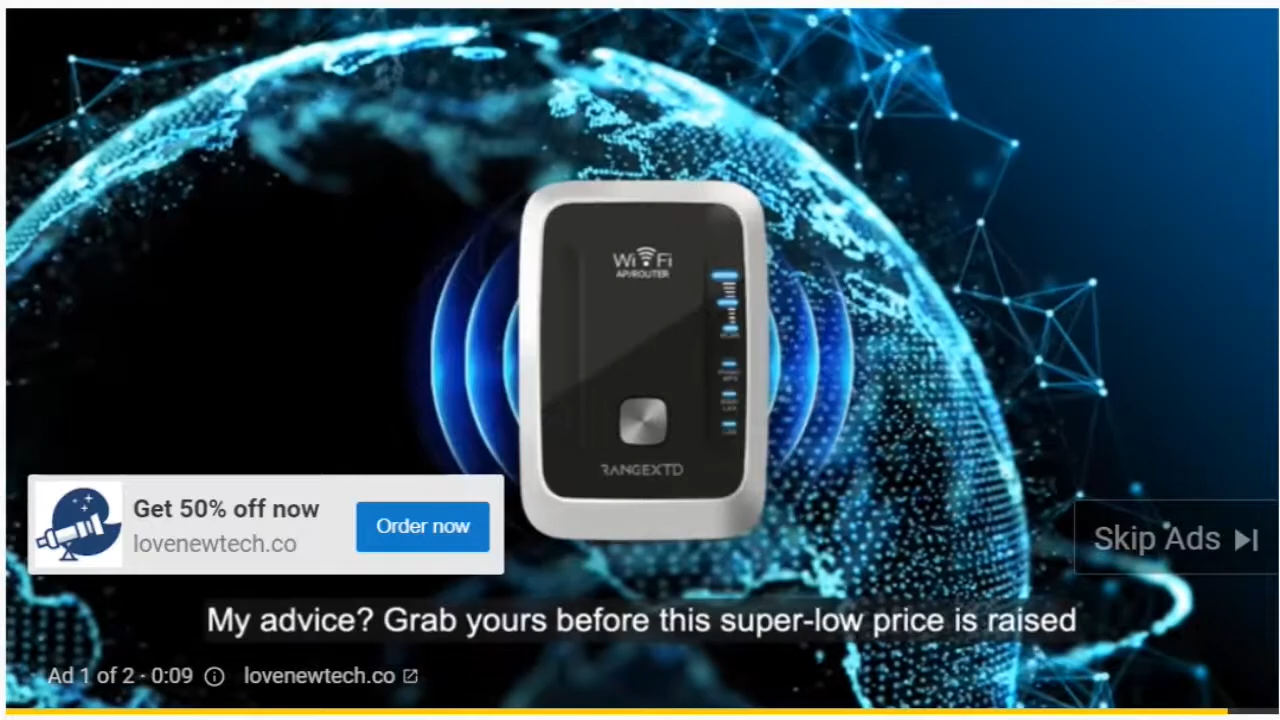 Wi Fi
AP/ROUTER
RANGEXTD
Get 50% off now
lovenewtech.co
Order now
Skip Ads
My advice? Grab yours before this super-low price is raised
Ad 1 of 2 · 0:09
lovenewtech.co